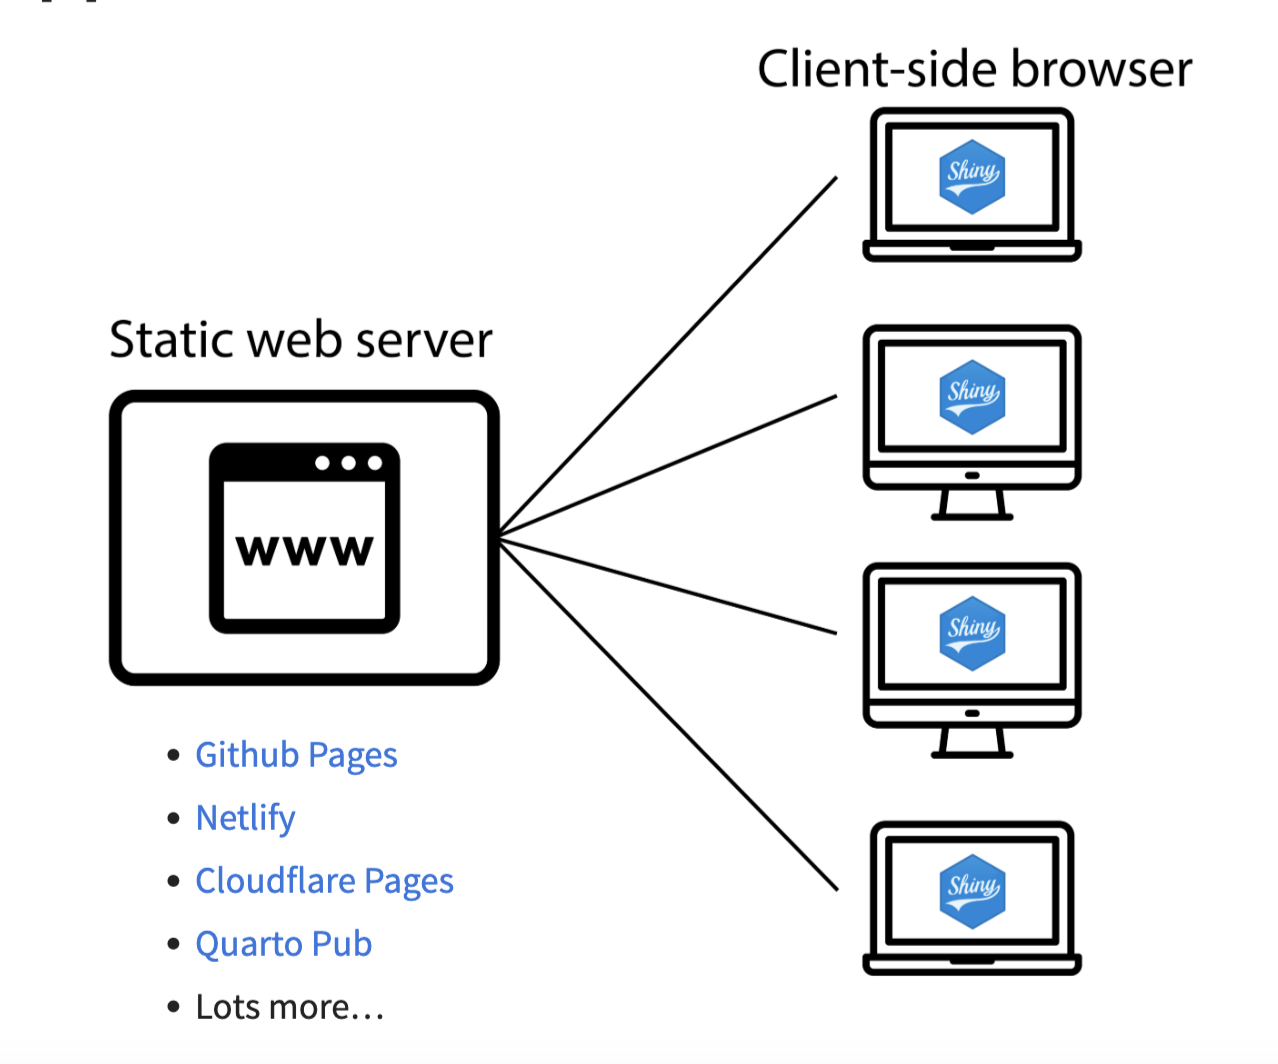 Client-side browser
Shiny
Static web server
Shiny
www
Shiny
Github Pages
Netlify
Cloudflare Pages
Shiny
Quarto Pub
Lots more…